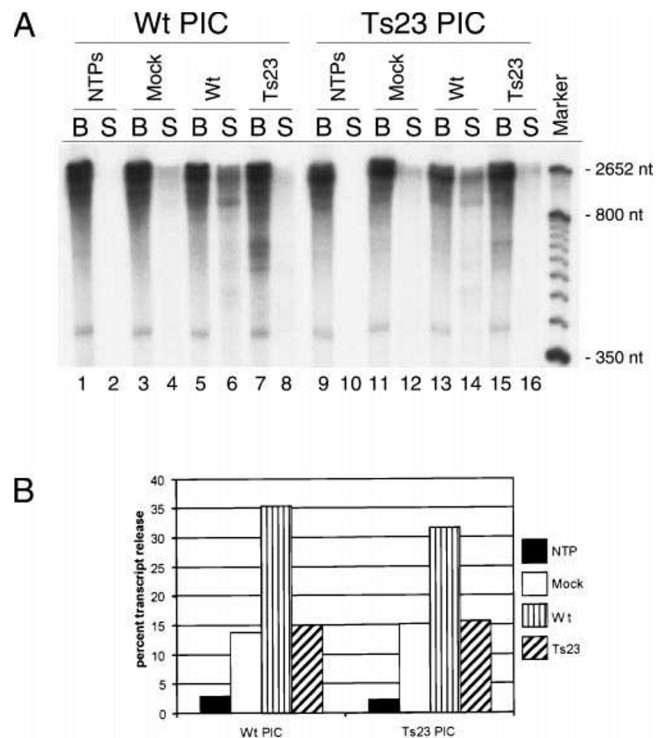 A
Wt PIC Ts23 PIC
NTPs Mock Wt Ts23 NTPs Mock Wt Ts23 Marker
B S B S B S B S B S B S B S B S
- 2652 nt
- 800 nt
- 350 nt
1 2 3 4 5 6 7 8 9 10 11 12 13 14 15 16
B
percent transcript release
40
35
30
25
20
15
10
5
0
Wt PIC Ts23 PIC
NTP
Mock
Wt
Ts23